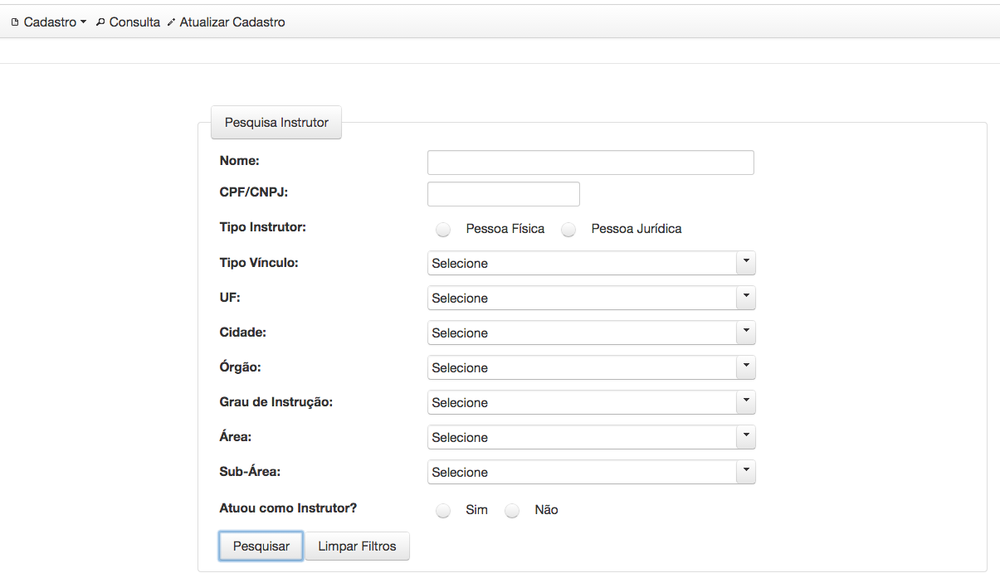 Cadastro Consulta Atualizar Cadastro
Pesquisa Instrutor
Nome:
CPF/CNPJ:
Tipo Instrutor: Pessoa Física Pessoa Jurídica
Tipo Vínculo: Selecione
UF: Selecione
Cidade: Selecione
Órgão: Selecione
Grau de Instrução: Selecione
Área: Selecione
Sub-Área: Selecione
Atuou como Instrutor? Sim Não
Pesquisar Limpar Filtros